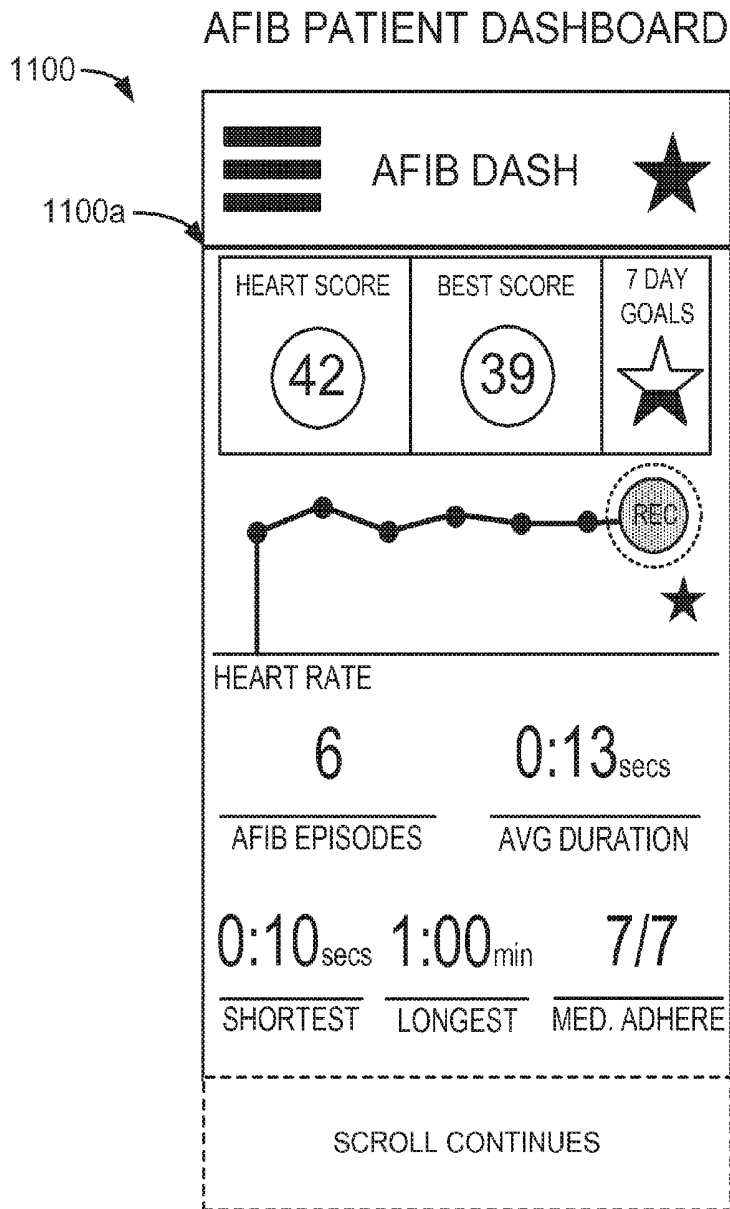 AFIB PATIENT DASHBOARD
1100
AFIB DASH
1100a
HEART SCORE
BEST SCORE
7 DAY
GOALS
42
39
REC
HEART RATE
6
0:13secs
AFIB EPISODES
AVG DURATION
0:10secs
1:00min
7/7
SHORTEST
LONGEST
MED. ADHERE
SCROLL CONTINUES